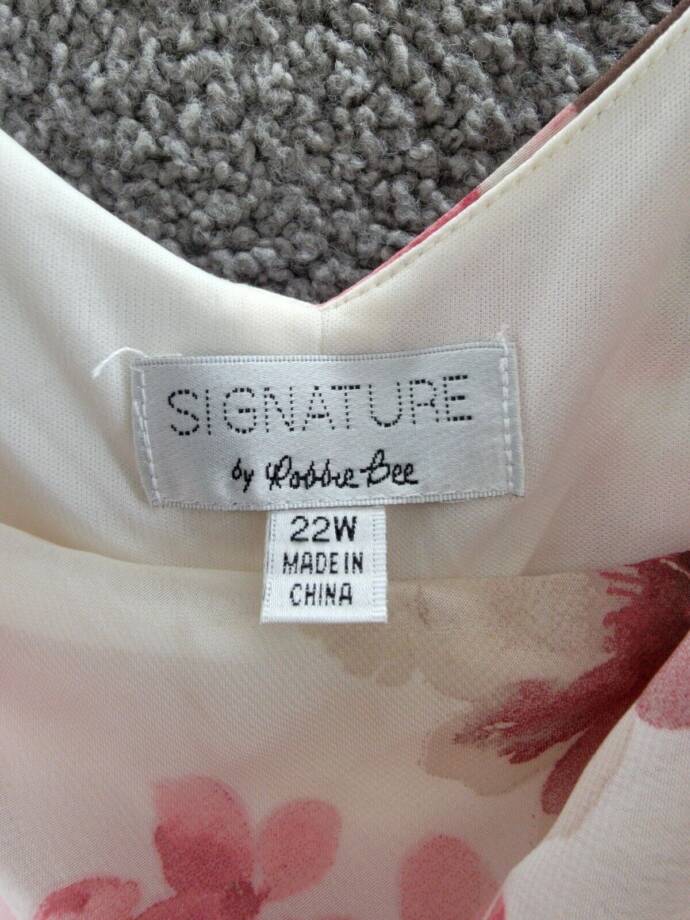 SIGNATURE
by Robbie Bee
22W
MADE IN
CHINA